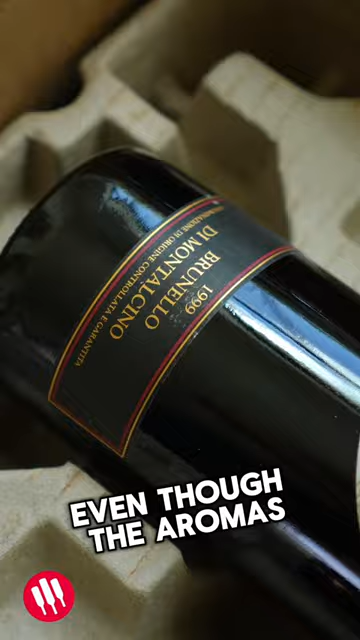 1999
BRUNELLO
DI MONTALCINO
DENOMINAZIONE DI ORIGINE CONTROLLATA E GARANTITA
EVEN THOUGH
THE AROMAS